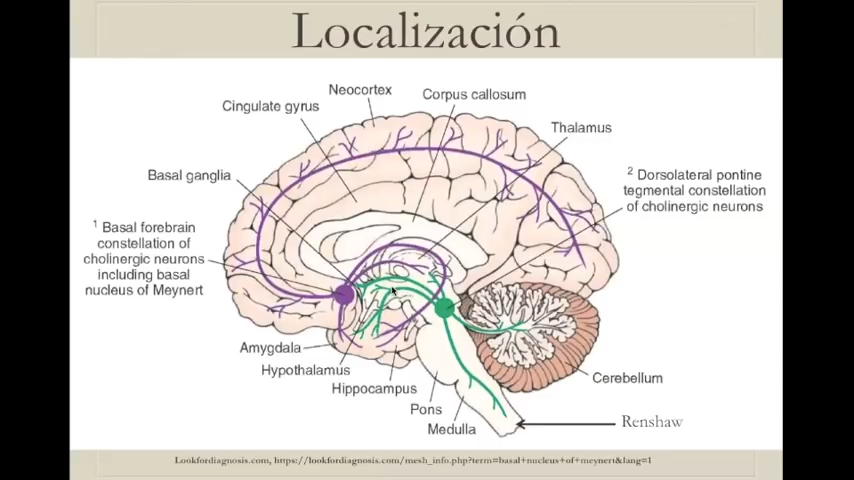 Localización
Neocortex
Corpus callosum
Cingulate gyrus
Thalamus
Basal ganglia
2 Dorsolateral pontine
tegmental constellation
of cholinergic neurons
1 Basal forebrain
constellation of
cholinergic neurons
including basal
nucleus of Meynert
Amygdala
Hypothalamus
Hippocampus
Cerebellum
Pons
Medulla
Renshaw
Lookfordiagnosis.com, https://lookfordiagnosis.com/mesh_info.php?term=basal+nucleus+of+meynert&lang=1